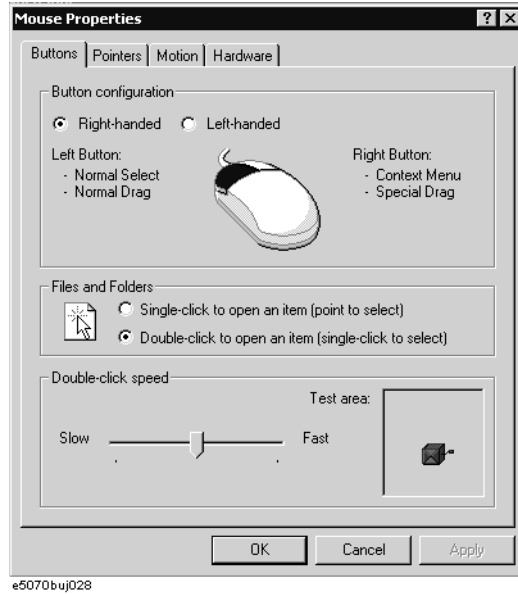 Mouse Properties
Buttons Pointers Motion Hardware
Button configuration
Right-handed Left-handed
Left Button:
- Normal Select
- Normal Drag
Right Button:
- Context Menu
- Special Drag
Files and Folders
Single-click to open an item (point to select)
Double-click to open an item (single-click to select)
Double-click speed
Test area:
Slow Fast
OK Cancel Apply
e5070buj028